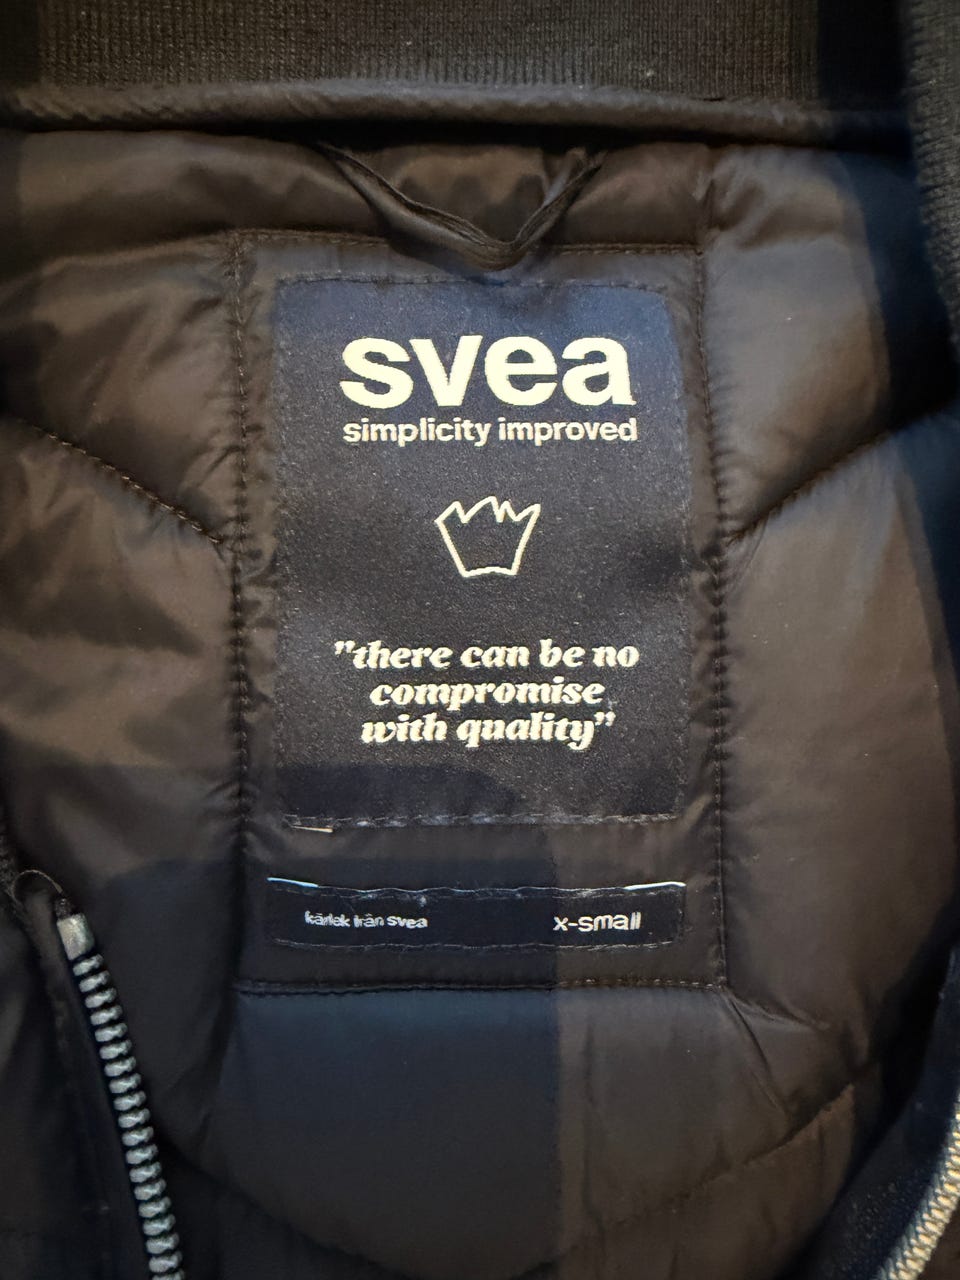 svea
simplicity improved
"there can be no
compromise
with quality"
kärlek från svea
x-small